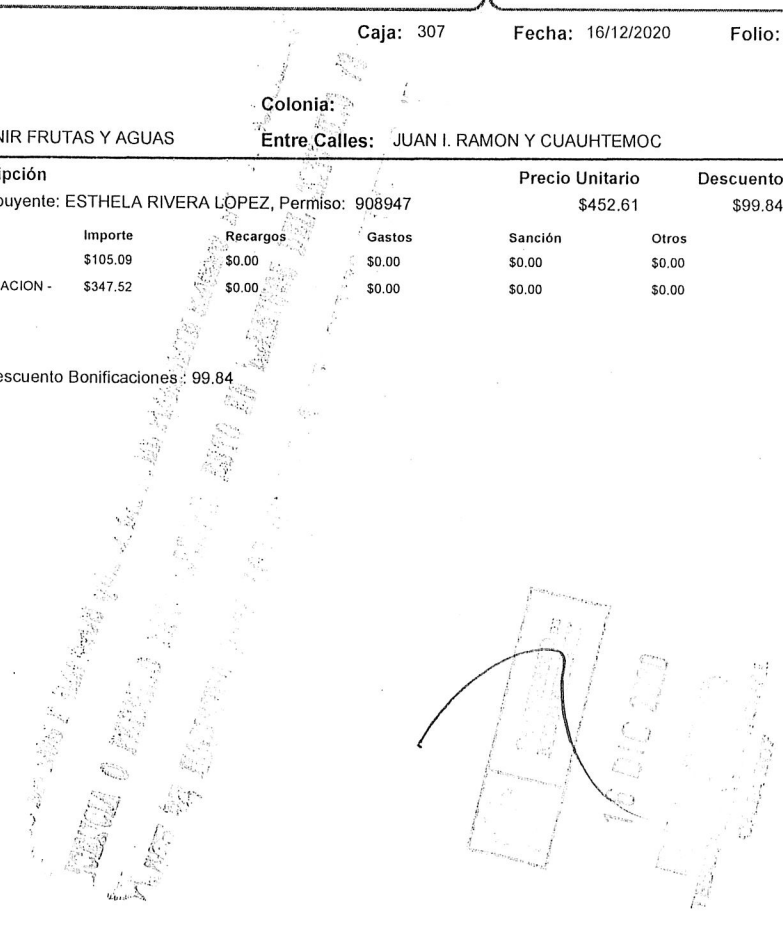 Caja: 307 Fecha: 16/12/2020 Folio:
Colonia:
NIR FRUTAS Y AGUAS Entre Calles: JUAN I. RAMON Y CUAUHTEMOC
ipción Precio Unitario Descuento
buyente: ESTHELA RIVERA LOPEZ, Permiso: 908947 $452.61 $99.84
Importe Recargos Gastos Sanción Otros
$105.09 $0.00 $0.00 $0.00 $0.00
ACION - $347.52 $0.00 $0.00 $0.00 $0.00
escuento Bonificaciones : 99.84
16 DIC 2020